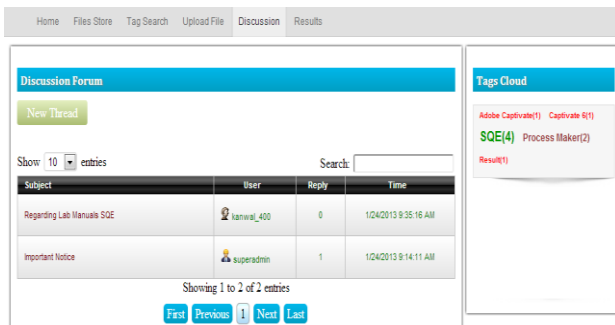 Home Files Store Tag Search Upload File Discussion Results
Discussion Forum
New Thread
Show 10 entries Search:
Subject User Reply Time
Regarding Lab Manuals SQE kanwal_400 0 1/24/2013 9:35:16 AM
Important Notice superadmin 1 1/24/2013 9:14:11 AM
Showing 1 to 2 of 2 entries
First Previous 1 Next Last
Tags Cloud
Adobe Captivate(1) Captivate 6(1)
SQE(4) Process Maker(2)
Result(1)